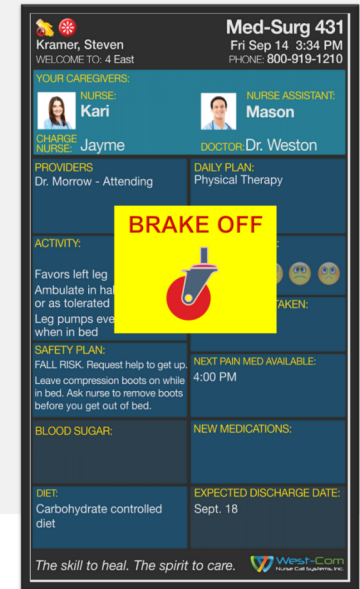 Kramer, Steven
WELCOME TO: 4 East
Med-Surg 431
Fri Sep 14 3:34 PM
PHONE: 800-919-1210
YOUR CAREGIVERS:
NURSE:
Kari
NURSE ASSISTANT:
Mason
CHARGE
NURSE: Jayme
DOCTOR: Dr. Weston
PROVIDERS
Dr. Morrow - Attending
DAILY PLAN:
Physical Therapy
BRAKE OFF
ACTIVITY:
Favors left leg
Ambulate in
or as tolerated
Leg pumps
when in bed
SAFETY PLAN:
FALL RISK. Request help to get up.
Leave compression boots on while
in bed. Ask nurse to remove boots
before you get out of bed.
NEXT PAIN MED AVAILABLE:
4:00 PM
BLOOD SUGAR:
NEW MEDICATIONS:
DIET:
Carbohydrate controlled
diet
EXPECTED DISCHARGE DATE:
Sept. 18
The skill to heal. The spirit to care.
West-Com
Nurse Call Systems, Inc.